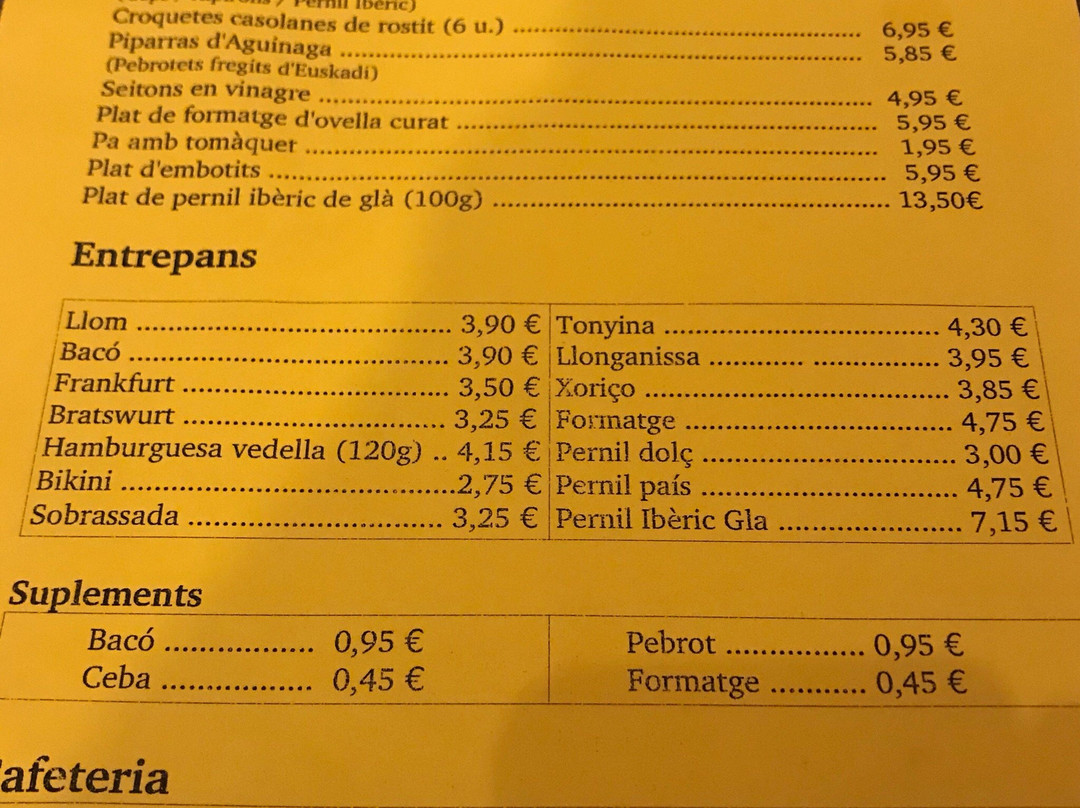 Pernil Ibèric)
Croquetes casolanes de rostit (6 u.) ........ 6,95 €
Piparras d'Aguinaga ........ 5,85 €
(Pebrotets fregits d'Euskadi)
Seitons en vinagre ........ 4,95 €
Plat de formatge d'ovella curat ........ 5,95 €
Pa amb tomàquet ........ 1,95 €
Plat d'embotits ........ 5,95 €
Plat de pernil ibèric de glà (100g) ........ 13,50€
Entrepans
Llom ........ 3,90 € Tonyina ........ 4,30 €
Bacó ........ 3,90 € Llonganissa ........ 3,95 €
Frankfurt ........ 3,50 € Xoriço ........ 3,85 €
Bratswurt ........ 3,25 € Formatge ........ 4,75 €
Hamburguesa vedella (120g) .. 4,15 € Pernil dolç ........ 3,00 €
Bikini ........ 2,75 € Pernil país ........ 4,75 €
Sobrassada ........ 3,25 € Pernil Ibèric Gla ........ 7,15 €
Suplements
Bacó ........ 0,95 € Pebrot ........ 0,95 €
Ceba ........ 0,45 € Formatge ........ 0,45 €
afeteria